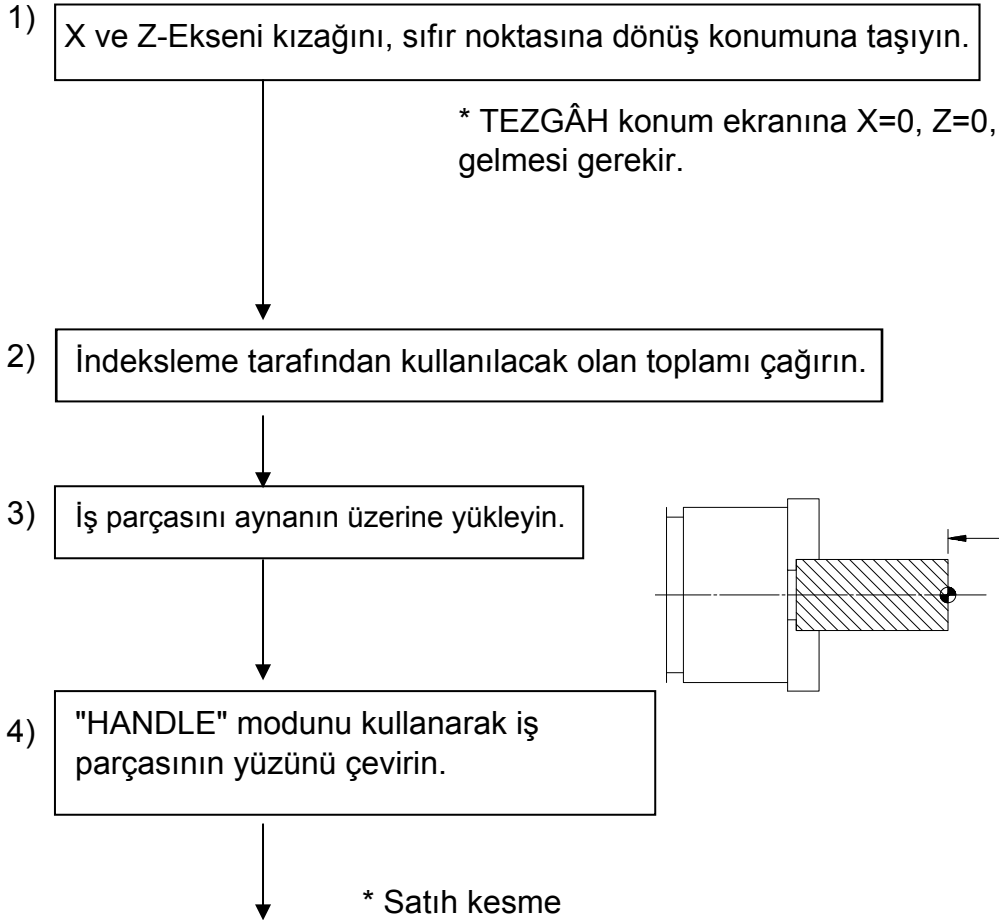 1)
X ve Z-Ekseni kızağını, sıfır noktasına dönüş konumuna taşıyın.
* TEZGÂH konum ekranına X=0, Z=0,
gelmesi gerekir.
2)
İndeksleme tarafından kullanılacak olan toplamı çağırın.
3)
İş parçasını aynanın üzerine yükleyin.
4)
"HANDLE" modunu kullanarak iş
parçasının yüzünü çevirin.
* Satıh kesme